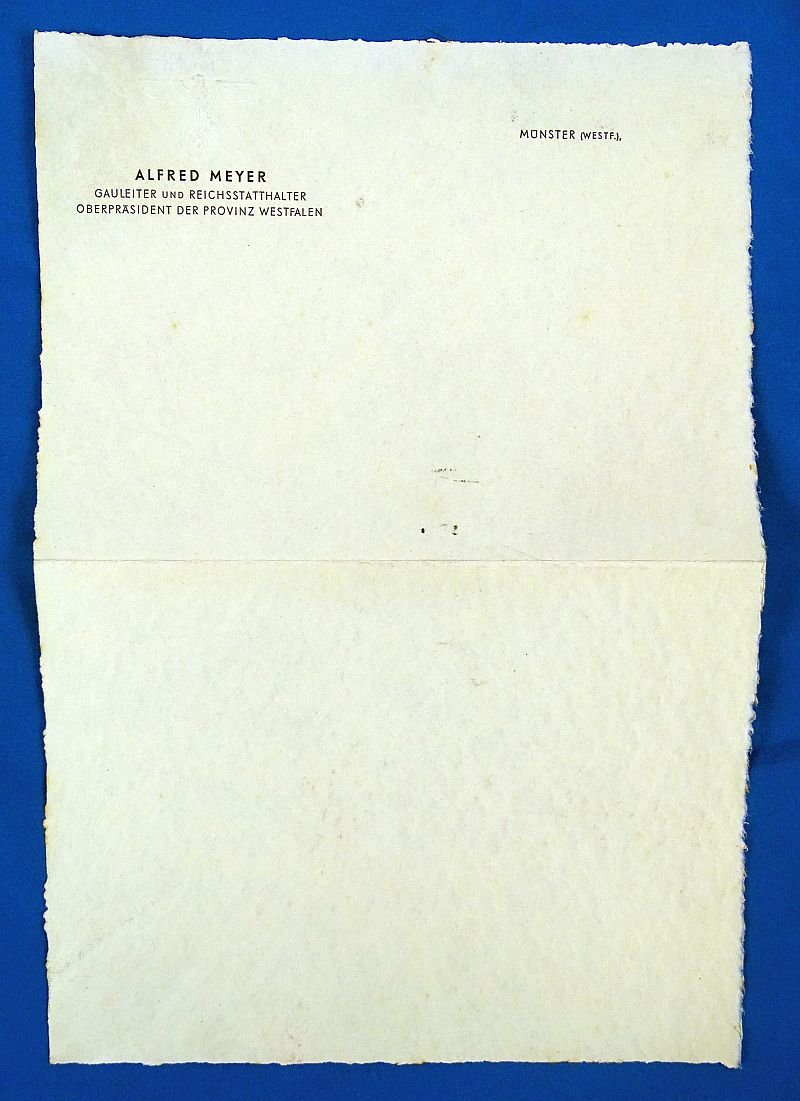 MÜNSTER (WESTF.),
ALFRED MEYER
GAULEITER UND REICHSSTATTHALTER
OBERPRÄSIDENT DER PROVINZ WESTFALEN